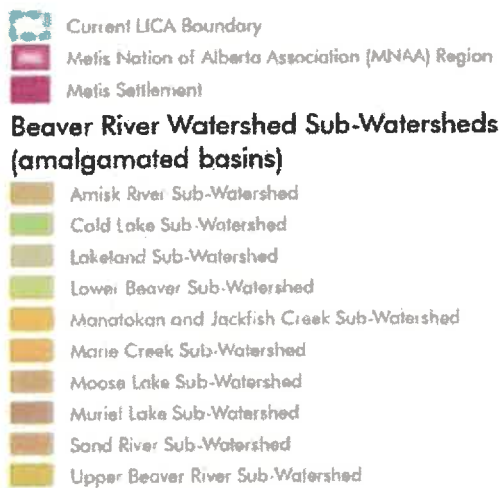 Current LICA Boundary
Metis Nation of Alberta Association (MNAA) Region
Metis Settlement
Beaver River Watershed Sub-Watersheds
(amalgamated basins)
Amisk River Sub-Watershed
Cold Lake Sub-Watershed
Lakeland Sub-Watershed
Lower Beaver Sub-Watershed
Manatokan and Jackfish Creek Sub-Watershed
Marie Creek Sub-Watershed
Moose Lake Sub-Watershed
Muriel Lake Sub-Watershed
Sand River Sub-Watershed
Upper Beaver River Sub-Watershed